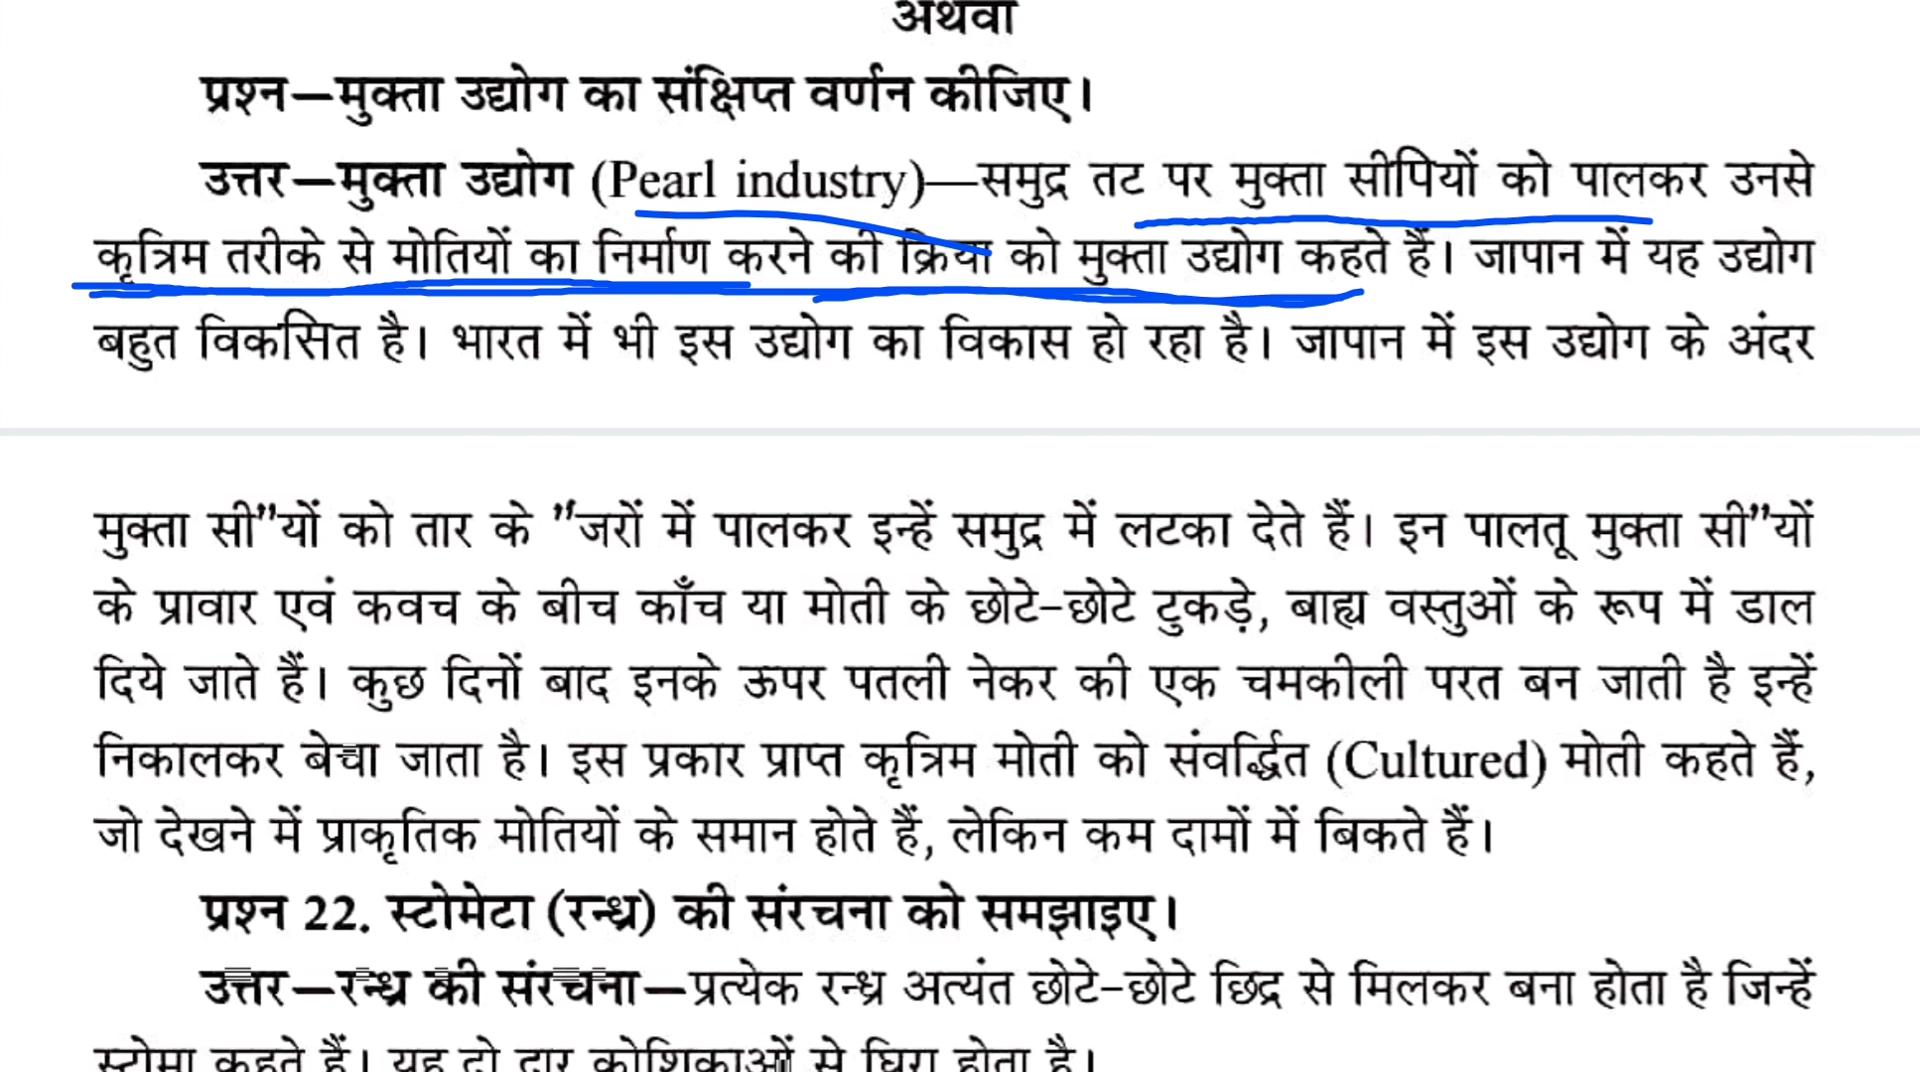 अथवा
प्रश्न—मुक्ता उद्योग का संक्षिप्त वर्णन कीजिए।
उत्तर—मुक्ता उद्योग (Pearl industry)—समुद्र तट पर मुक्ता सीपियों को पालकर उनसे
कृत्रिम तरीके से मोतियों का निर्माण करने की क्रिया को मुक्ता उद्योग कहते हैं। जापान में यह उद्योग
बहुत विकसित है। भारत में भी इस उद्योग का विकास हो रहा है। जापान में इस उद्योग के अंदर
मुक्ता सी”यों को तार के ”जरों में पालकर इन्हें समुद्र में लटका देते हैं। इन पालतू मुक्ता सी”यों
के प्रावार एवं कवच के बीच काँच या मोती के छोटे-छोटे टुकड़े, बाह्य वस्तुओं के रूप में डाल
दिये जाते हैं। कुछ दिनों बाद इनके ऊपर पतली नेकर की एक चमकीली परत बन जाती है इन्हें
निकालकर बेचा जाता है। इस प्रकार प्राप्त कृत्रिम मोती को संवर्द्धित (Cultured) मोती कहते हैं,
जो देखने में प्राकृतिक मोतियों के समान होते हैं, लेकिन कम दामों में बिकते हैं।
प्रश्न 22. स्टोमेटा (रन्ध्र) की संरचना को समझाइए।
उत्तर—रन्ध्र की संरचना—प्रत्येक रन्ध्र अत्यंत छोटे-छोटे छिद्र से मिलकर बना होता है जिन्हें
स्टोमा कहते हैं। यह दो द्वार कोशिकाओं से घिरा होता है।